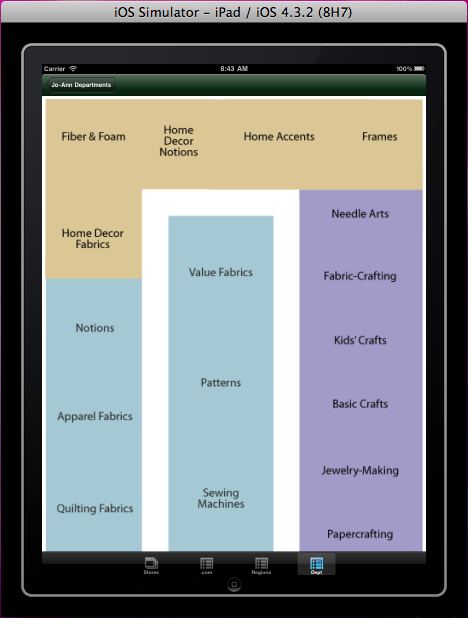 iOS Simulator - iPad / iOS 4.3.2 (8H7)
Carrier 8:43 AM 100%
Jo-Ann Departments
Fiber & Foam
Home
Decor
Notions
Home Accents
Frames
Home Decor
Fabrics
Needle Arts
Value Fabrics
Fabric-Crafting
Notions
Kids' Crafts
Patterns
Basic Crafts
Apparel Fabrics
Jewelry-Making
Sewing
Machines
Quilting Fabrics
Papercrafting
Stores .com Regions Dept